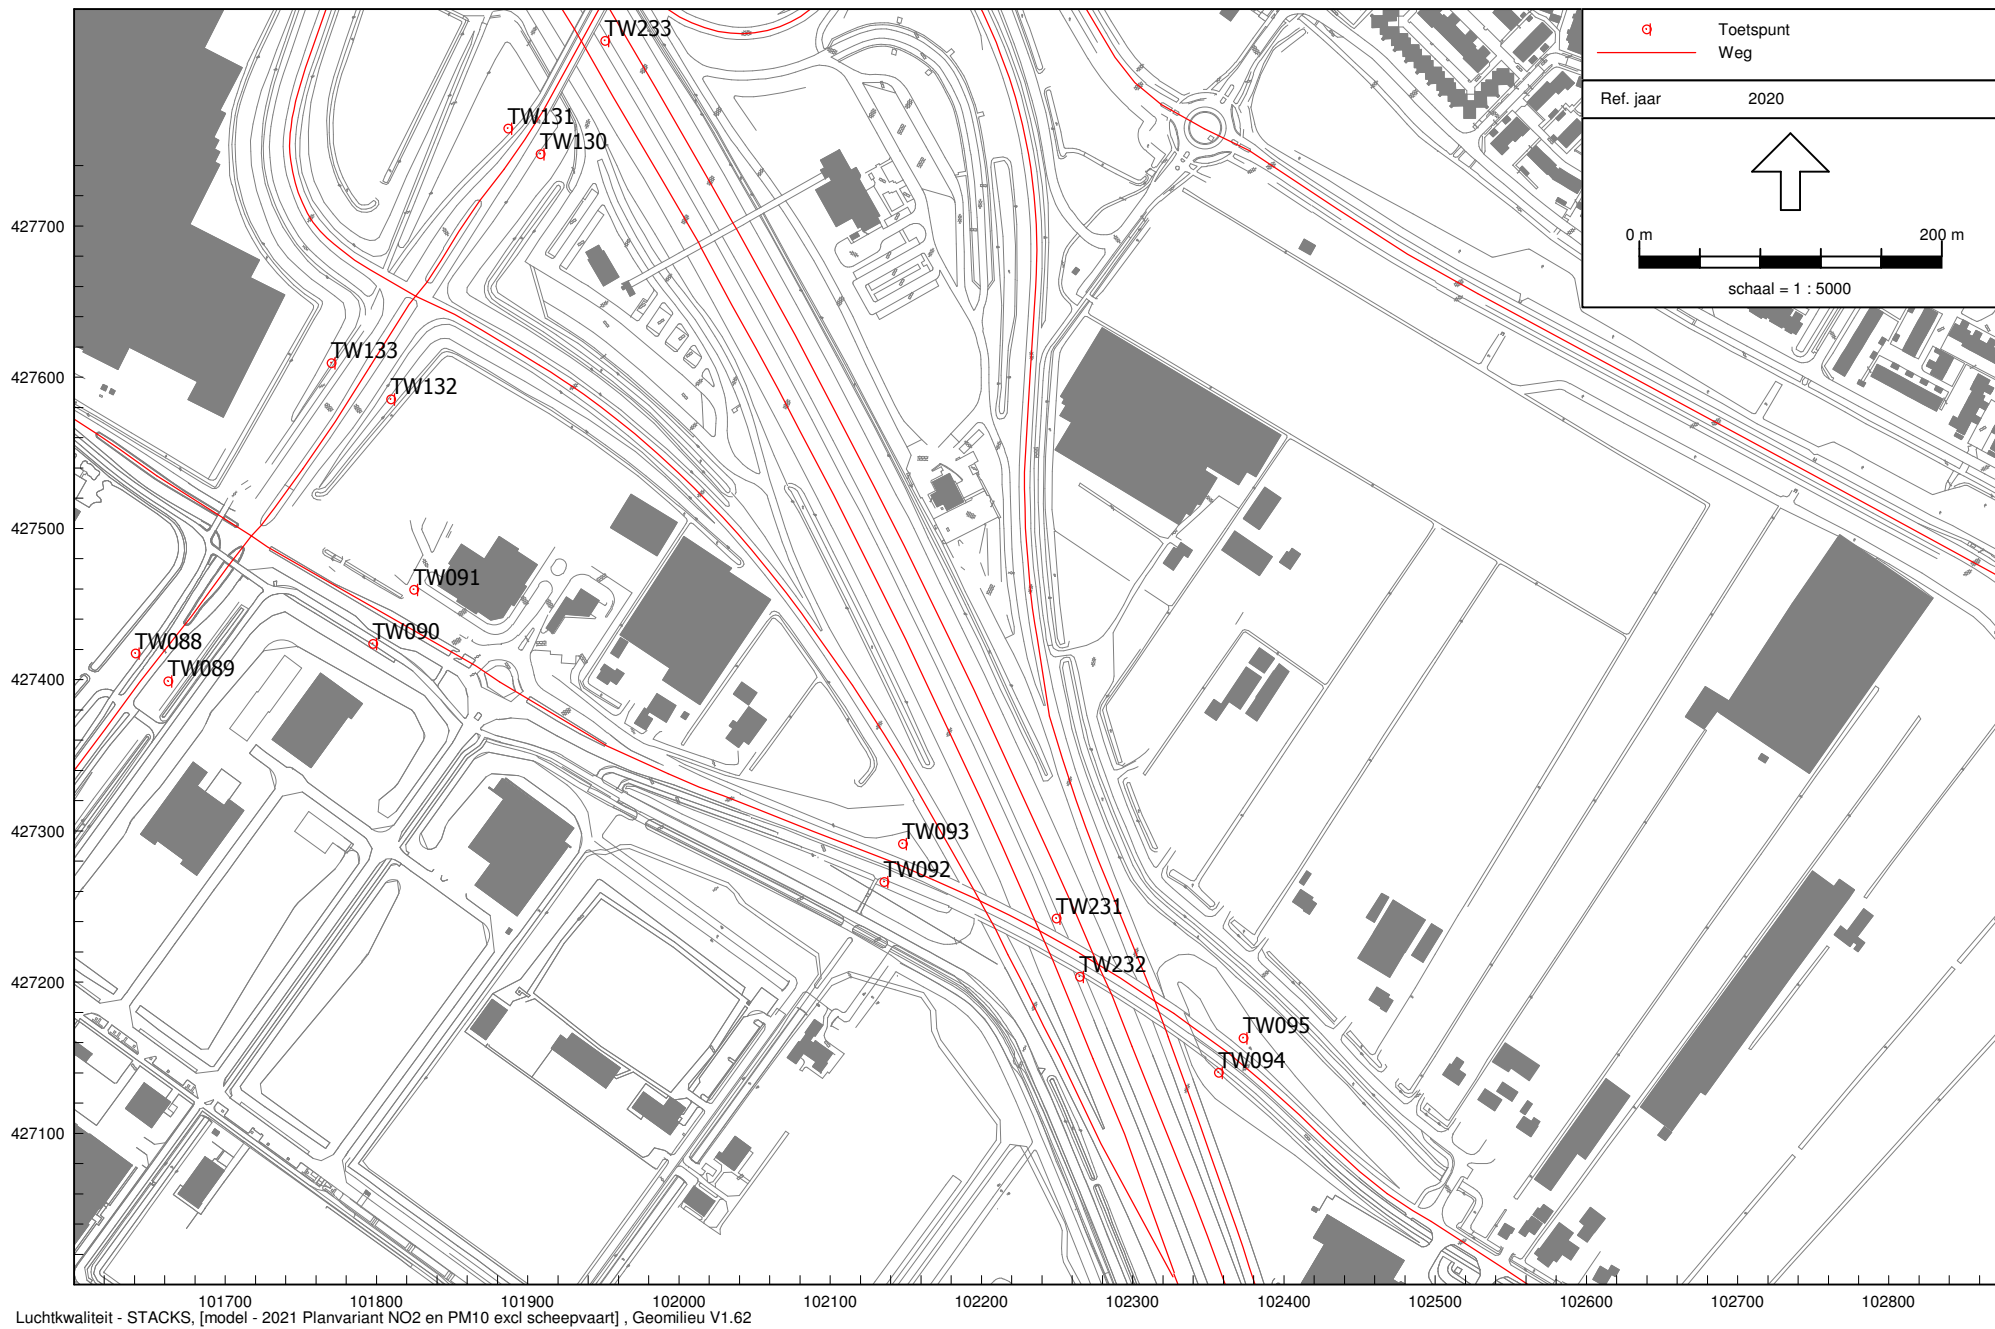 TW233
Toetspunt
Weg
Ref. jaar 2020
TW131
TW130
427700
0 m 200 m
schaal = 1 : 5000
TW133
427600
TW132
427500
TW091
TW088
TW090
TW089
427400
427300
TW093
TW092
TW231
TW232
427200
TW095
TW094
427100
101700 101800 101900 102000 102100 102200 102300 102400 102500 102600 102700 102800
Luchtkwaliteit - STACKS, [model - 2021 Planvariant NO2 en PM10 excl scheepvaart] , Geomilieu V1.62